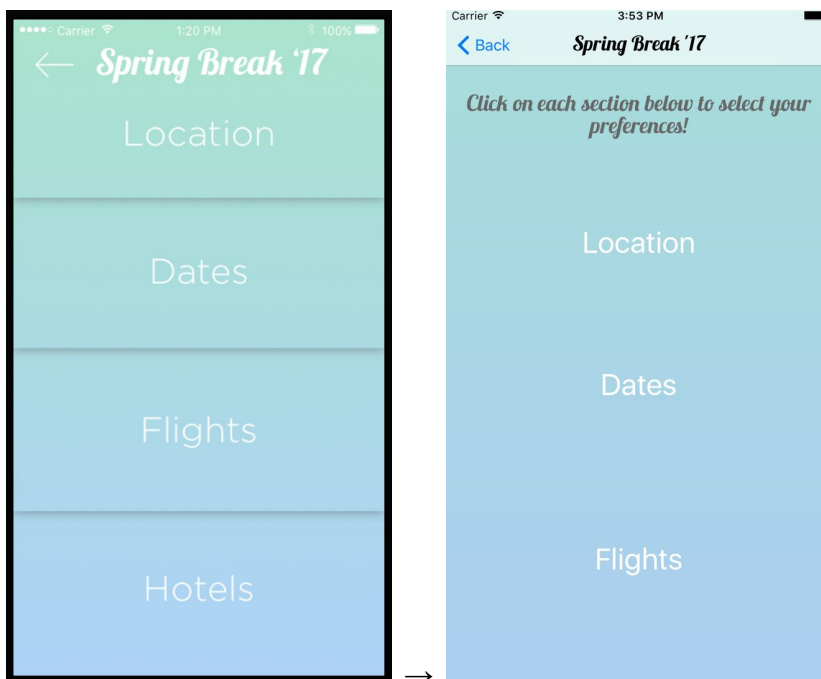 Carrier 1:20 PM 100%
← Spring Break ‘17
Location
Dates
Flights
Hotels
→
Carrier 3:53 PM
Back Spring Break '17
Click on each section below to select your
preferences!
Location
Dates
Flights